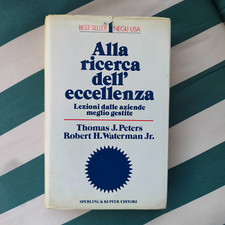 BEST-SELLER N. 1 NEGLI USA
Alla
ricerca
dell'
eccellenza
Lezioni dalle aziende
meglio gestite
Thomas J. Peters
Robert H. Waterman Jr.
SPERLING & KUPFER EDITORI